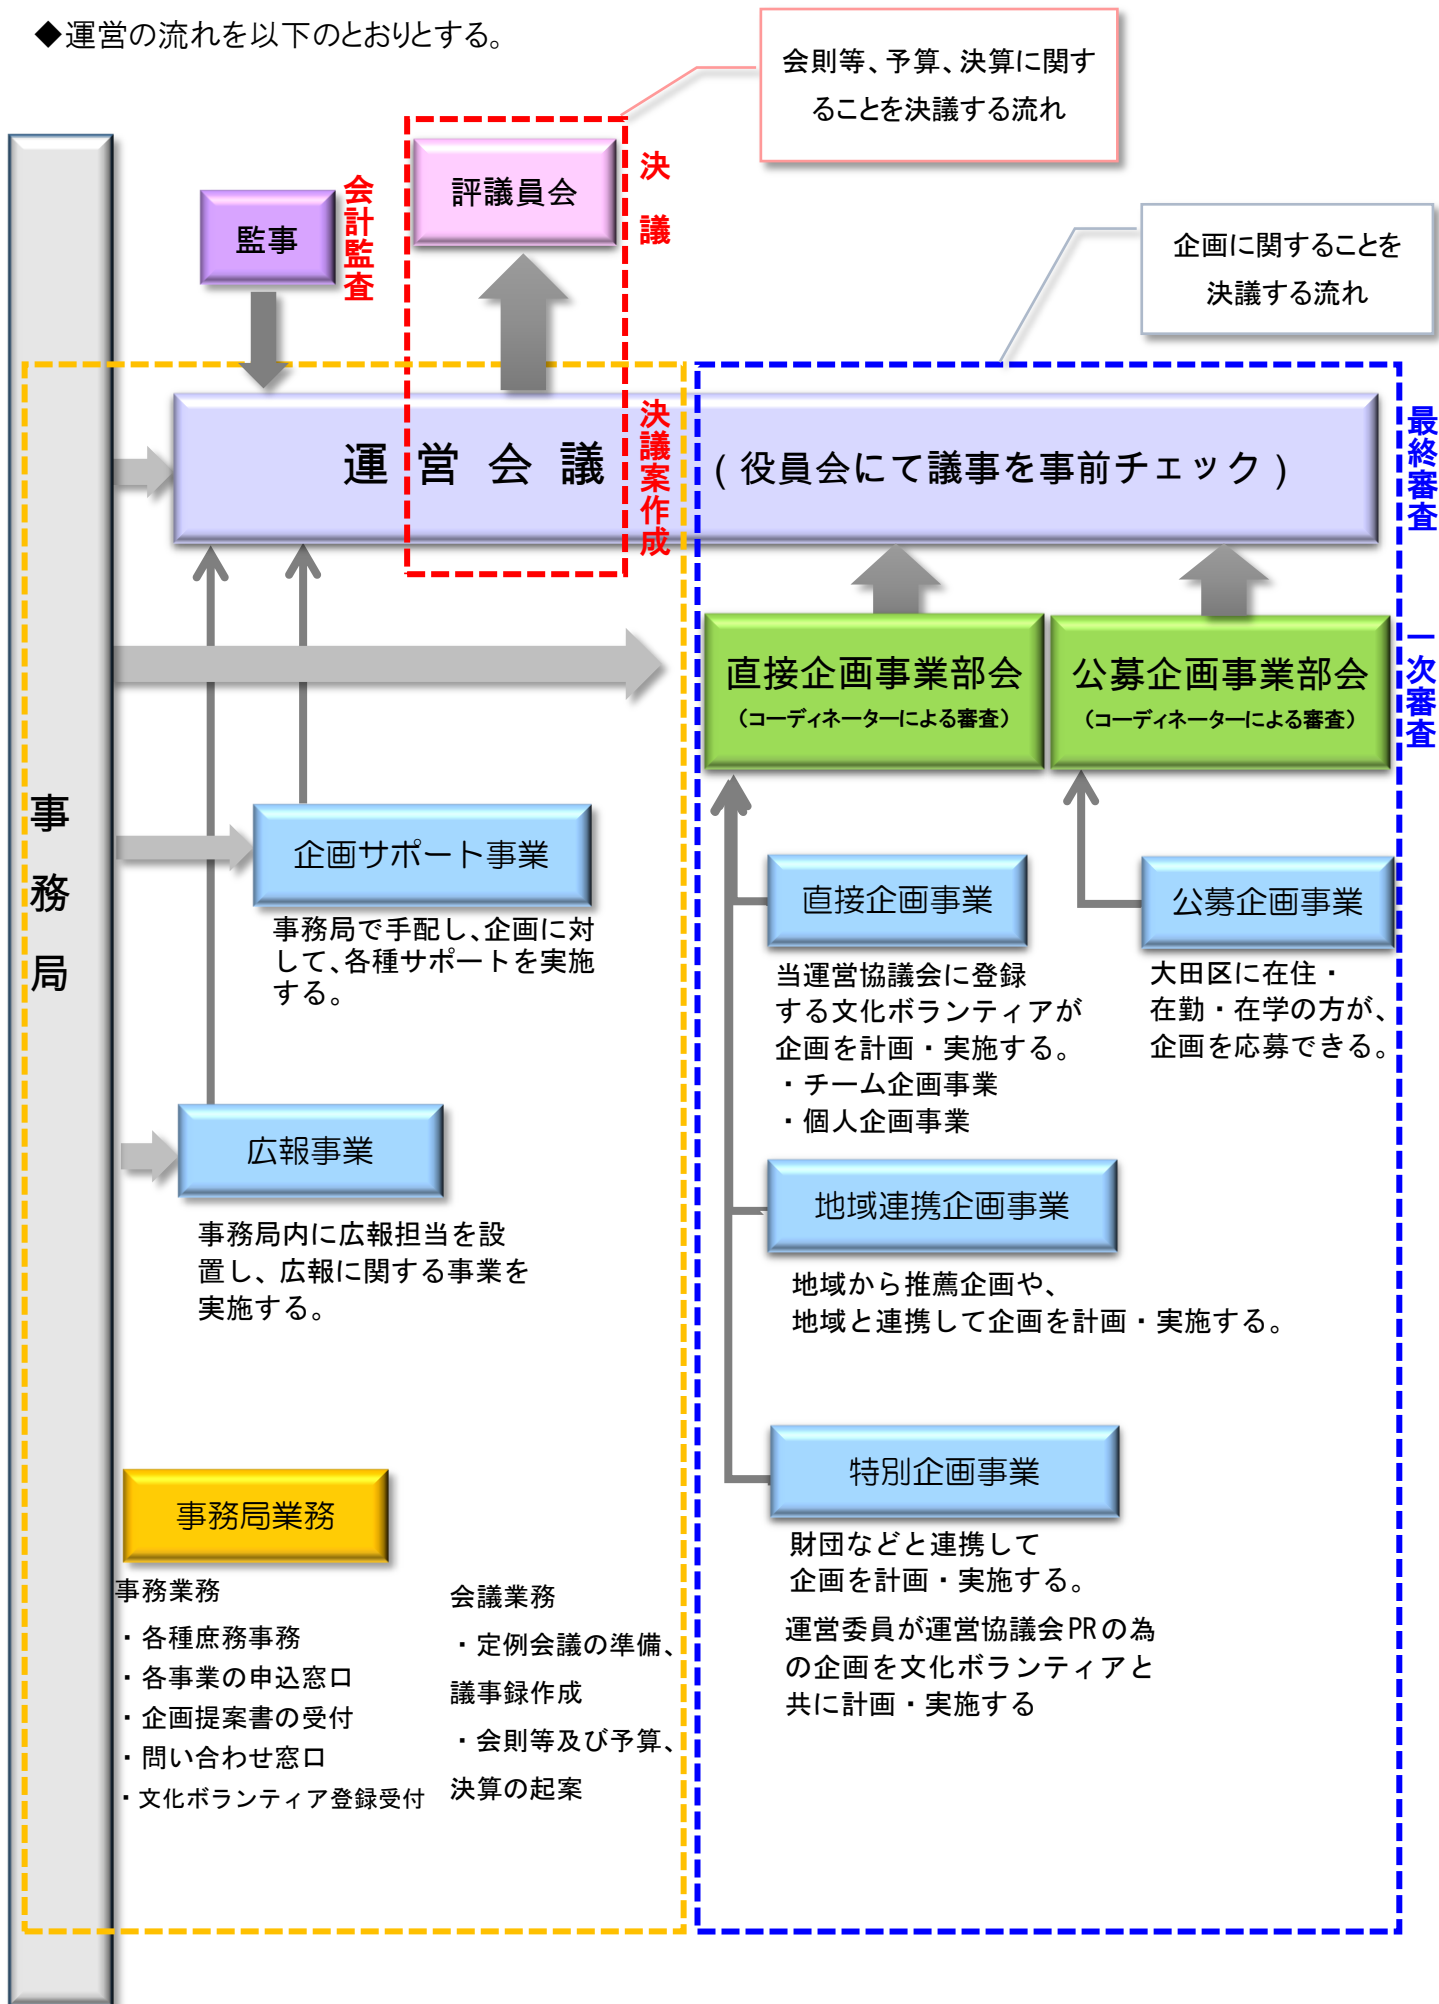 ◆運営の流れを以下のとおりとする。
会則等、予算、決算に関す
ることを決議する流れ
評議員会
決議
監事
会計監査
企画に関することを
決議する流れ
運営会議 (役員会にて議事を事前チェック)
決議案作成
最終審査
直接企画事業部会
(コーディネーターによる審査)
公募企画事業部会
(コーディネーターによる審査)
一次審査
事務局
企画サポート事業
事務局で手配し、企画に対
して、各種サポートを実施
する。
直接企画事業
当運営協議会に登録
する文化ボランティアが
企画を計画・実施する。
・チーム企画事業
・個人企画事業
公募企画事業
大田区に在住・
在勤・在学の方が、
企画を応募できる。
広報事業
事務局内に広報担当を設
置し、広報に関する事業を
実施する。
地域連携企画事業
地域から推薦企画や、
地域と連携して企画を計画・実施する。
特別企画事業
財団などと連携して
企画を計画・実施する。
運営委員が運営協議会PRの為
の企画を文化ボランティアと
共に計画・実施する
事務局業務
事務業務
・各種庶務事務
・各事業の申込窓口
・企画提案書の受付
・問い合わせ窓口
・文化ボランティア登録受付
会議業務
・定例会議の準備、
議事録作成
・会則等及び予算、
決算の起案